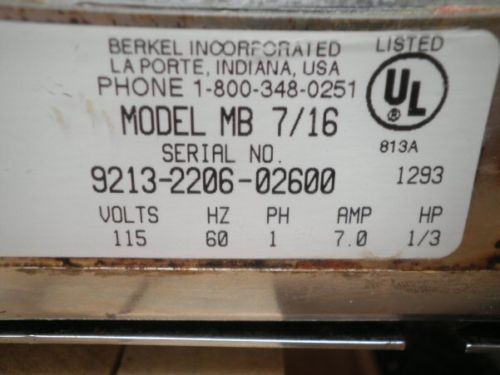 BERKEL INCORPORATED
LA PORTE, INDIANA, USA
PHONE 1-800-348-0251
MODEL MB 7/16
SERIAL NO.
9213-2206-02600
LISTED
UL
®
813A
1293
VOLTS HZ PH AMP HP
115 60 1 7.0 1/3